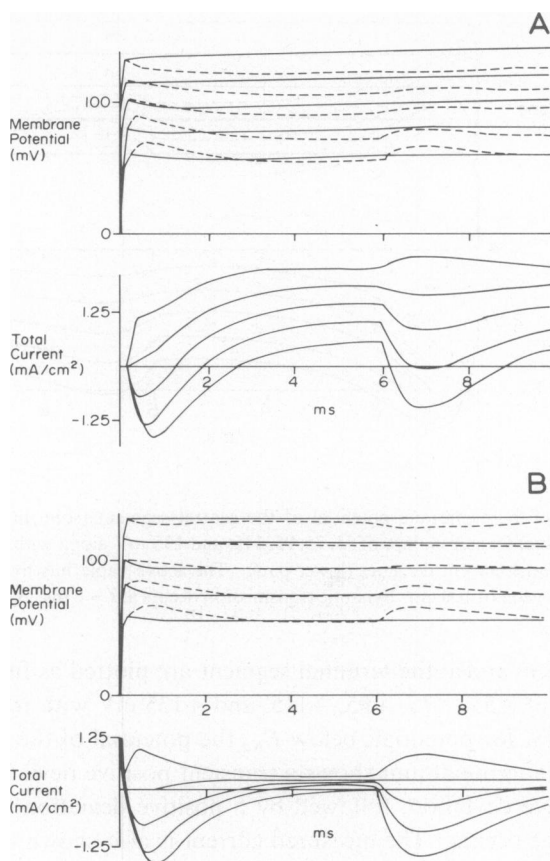 A
100
Membrane
Potential
(mV)
0
1.25
Total
Current
(mA/cm²)
2
4
6
8
ms
-1.25
B
100
Membrane
Potential
(mV)
0
1.25
Total
Current
(mA/cm²)
2
4
6
8
ms
-1.25